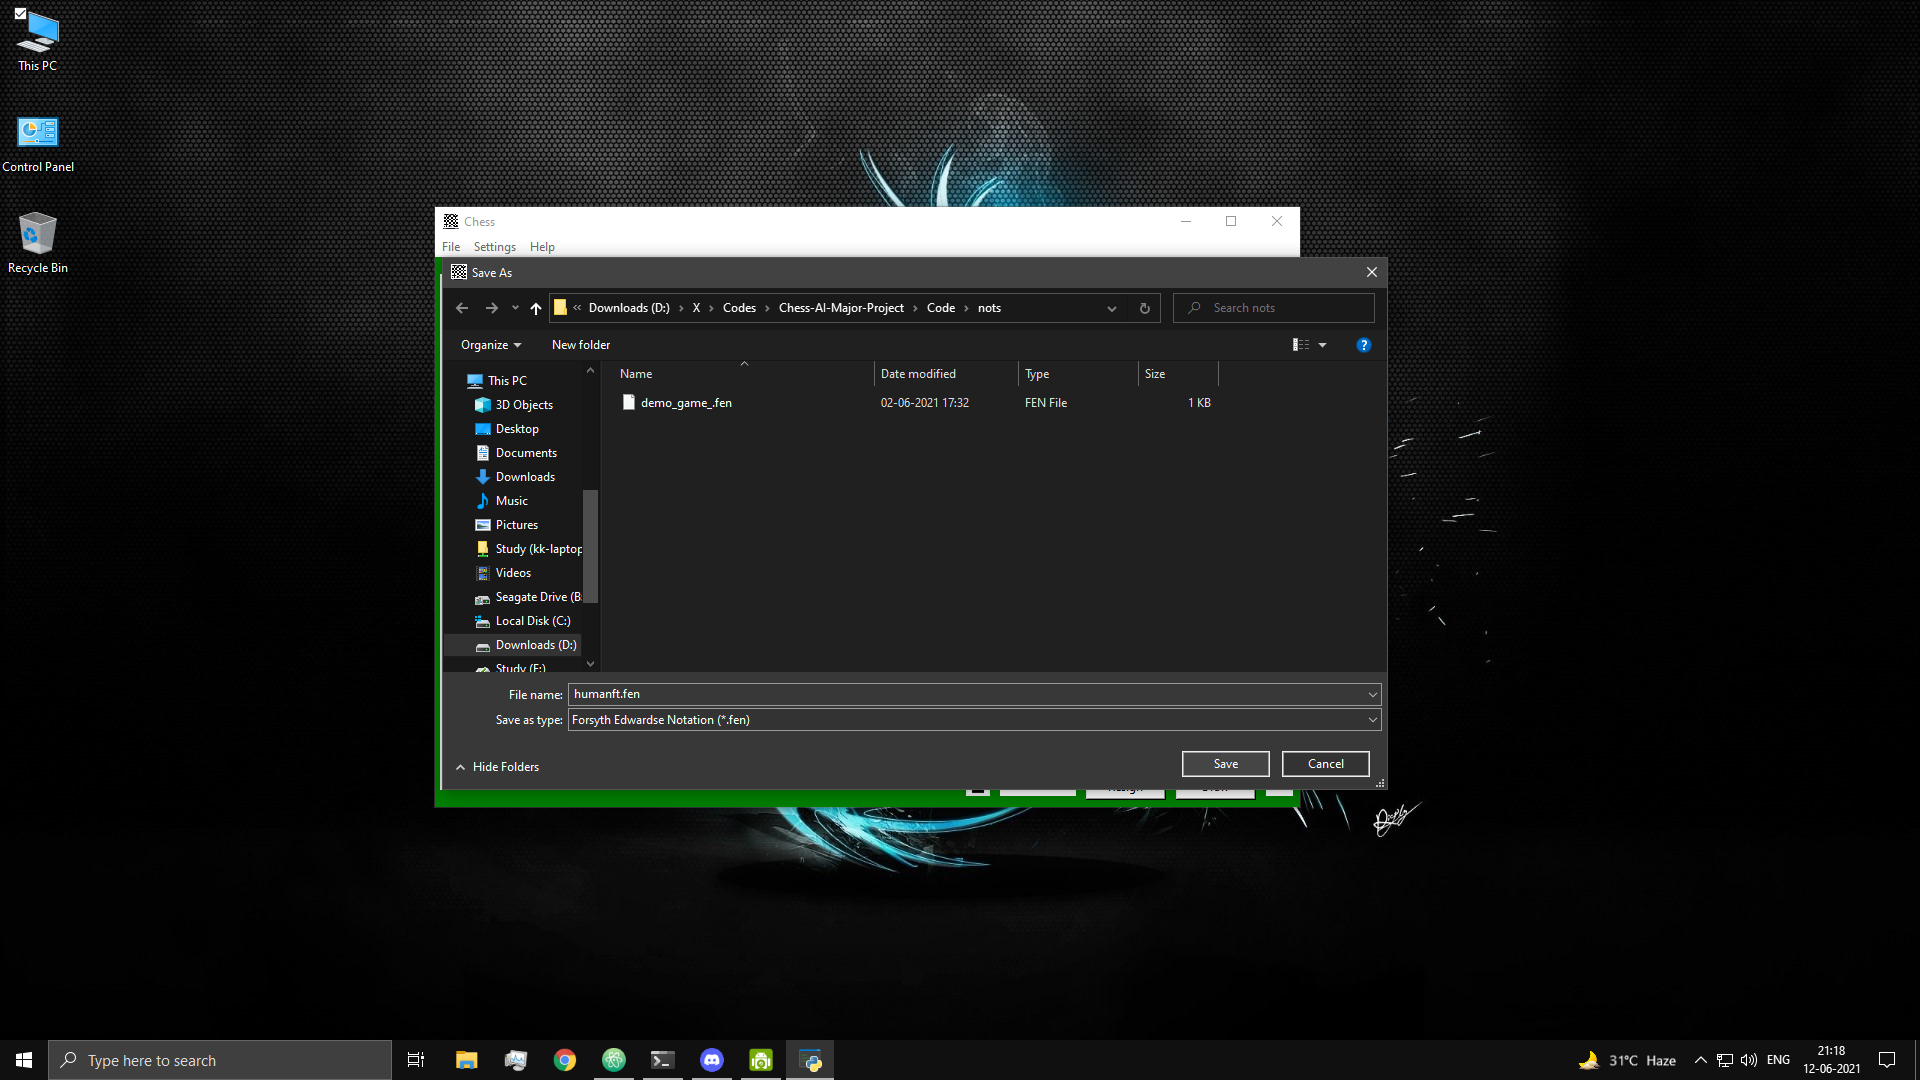 This PC
Control Panel
Recycle Bin
Chess
File Settings Help
Save As
« Downloads (D:) › X › Codes › Chess-AI-Major-Project › Code › nots
Search nots
Organize New folder
?
This PC
3D Objects
Desktop
Documents
Downloads
Music
Pictures
Study (kk-laptop
Videos
Seagate Drive (B:
Local Disk (C:)
Downloads (D:)
Study (E:)
Name Date modified Type Size
demo_game_.fen 02-06-2021 17:32 FEN File 1 KB
File name: humanft.fen
Save as type: Forsyth Edwardse Notation (*.fen)
Hide Folders
Save Cancel
Type here to search
31°C Haze
ENG
21:18
12-06-2021